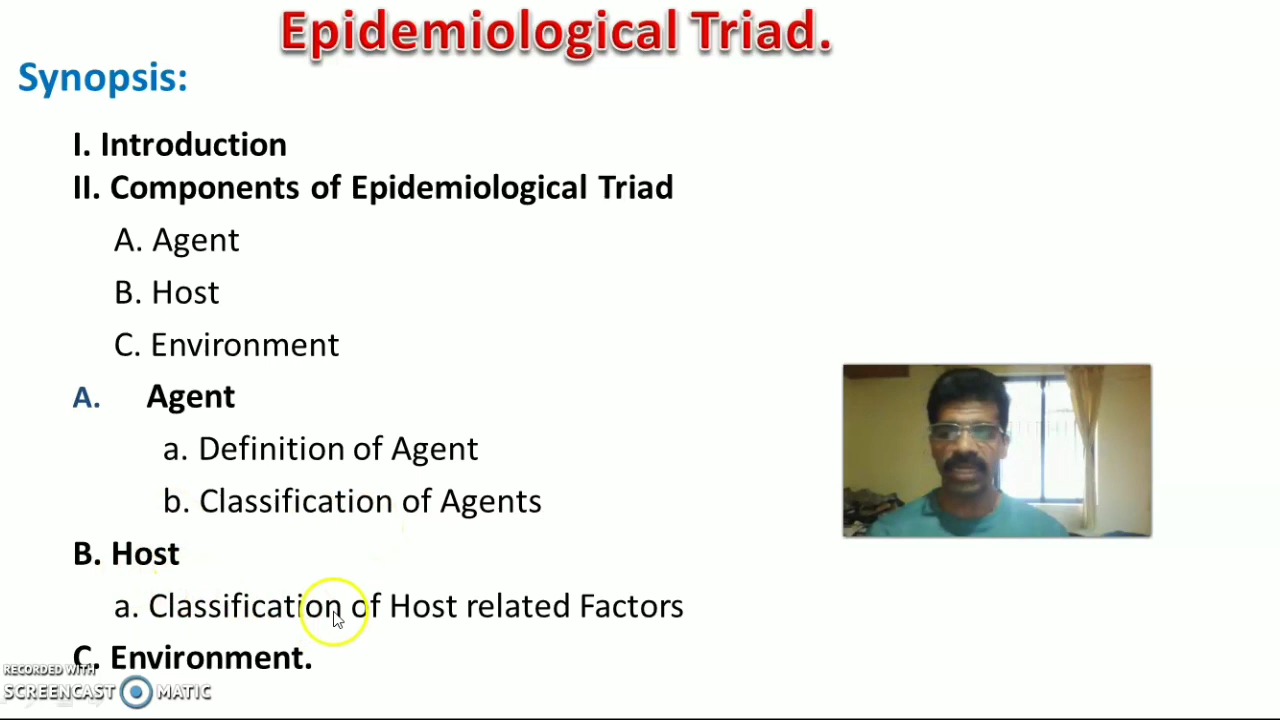 Epidemiological Triad.
Synopsis:
I. Introduction
II. Components of Epidemiological Triad
A. Agent
B. Host
C. Environment
A. Agent
a. Definition of Agent
b. Classification of Agents
B. Host
a. Classification of Host related Factors
C. Environment.
RECORDED WITH
SCREENCAST MATIC